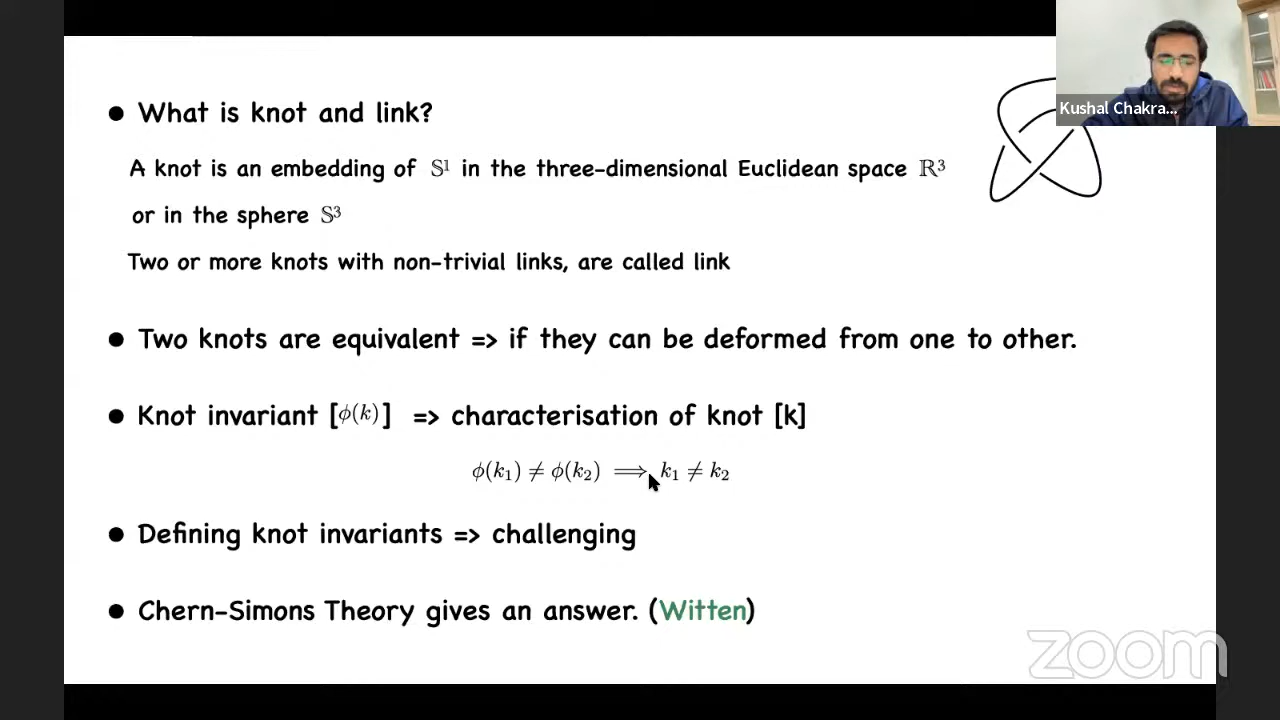 Kushal Chakra...
● What is knot and link?
A knot is an embedding of 𝕊¹ in the three-dimensional Euclidean space ℝ³
or in the sphere 𝕊³
Two or more knots with non-trivial links, are called link
● Two knots are equivalent => if they can be deformed from one to other.
● Knot invariant [ϕ(k)] => characterisation of knot [k]
ϕ(k₁) ≠ ϕ(k₂) ⟹ k₁ ≠ k₂
● Defining knot invariants => challenging
● Chern-Simons Theory gives an answer. (Witten)
zoom